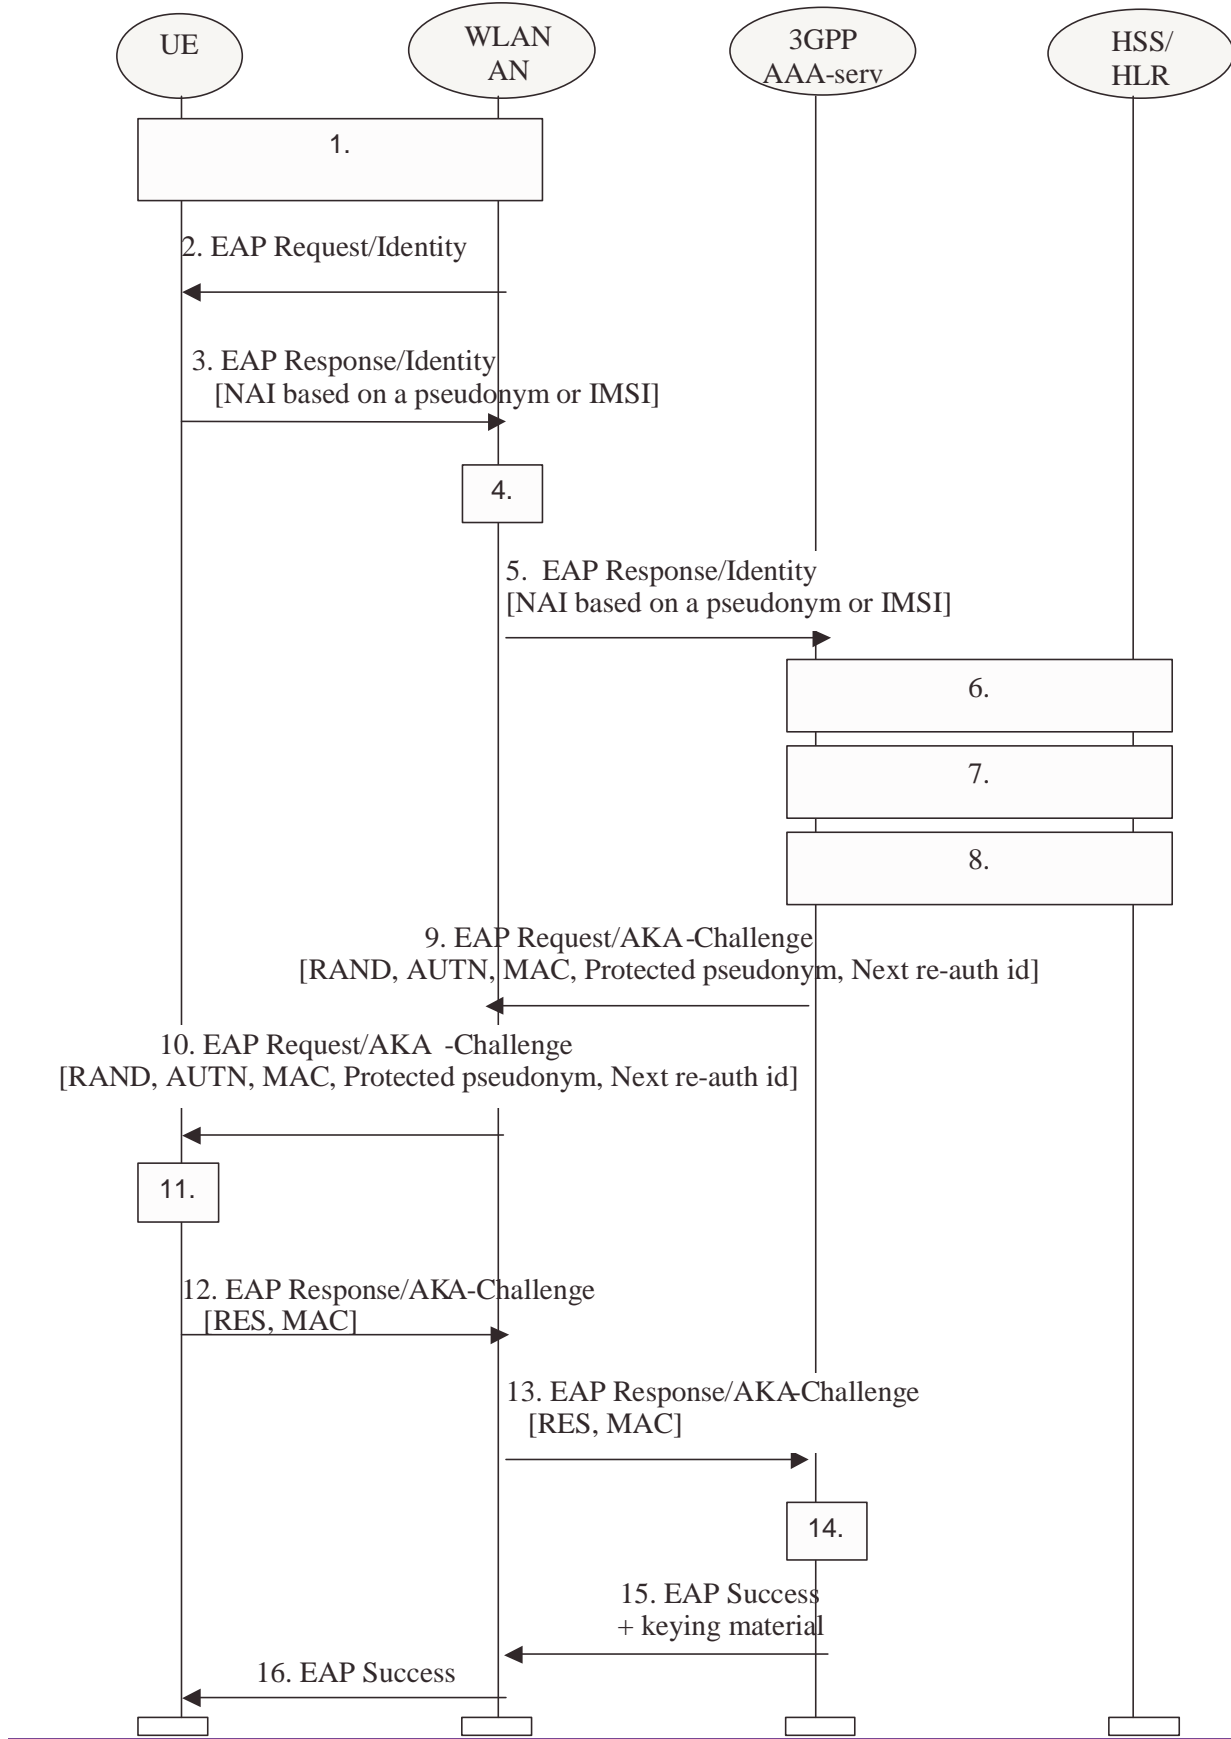 UE
WLAN
AN
3GPP
AAA-serv
HSS/
HLR
1.
2. EAP Request/Identity
3. EAP Response/Identity
[NAI based on a pseudonym or IMSI]
4.
5. EAP Response/Identity
[NAI based on a pseudonym or IMSI]
6.
7.
8.
9. EAP Request/AKA-Challenge
[RAND, AUTN, MAC, Protected pseudonym, Next re-auth id]
10. EAP Request/AKA -Challenge
[RAND, AUTN, MAC, Protected pseudonym, Next re-auth id]
11.
12. EAP Response/AKA-Challenge
[RES, MAC]
13. EAP Response/AKA-Challenge
[RES, MAC]
14.
15. EAP Success
+ keying material
16. EAP Success